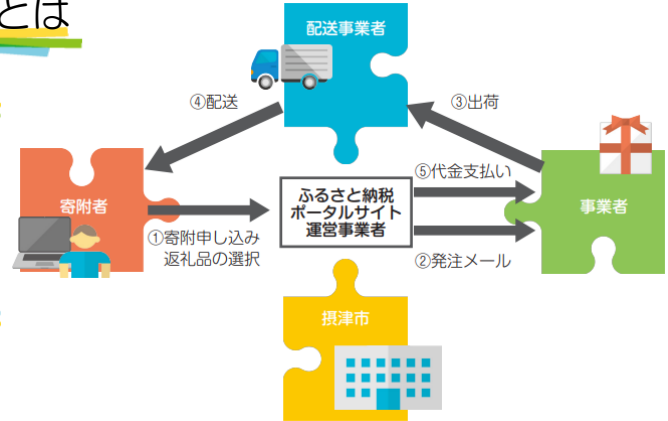 とは
配送事業者
④配送
③出荷
寄附者
ふるさと納税
ポータルサイト
運営事業者
⑤代金支払い
事業者
①寄附申し込み
返礼品の選択
②発注メール
摂津市